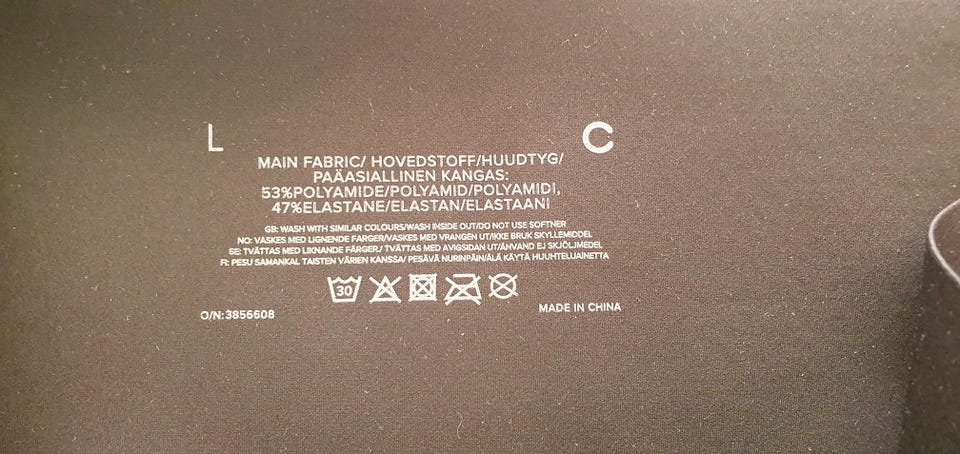 L C
MAIN FABRIC/ HOVEDSTOFF/HUUDTYG/
PAÄASIALLINEN KANGAS:
53%POLYAMIDE/POLYAMID/POLYAMIDI,
47%ELASTANE/ELASTAN/ELASTAANI
GB: WASH WITH SIMILAR COLOURS/WASH INSIDE OUT/DO NOT USE SOFTNER
NO: VASKES MED LIGNENDE FARGER/VASKES MED VRANGEN UT/IKKE BRUK SKYLLEMIDDEL
SE: TVÄTTAS MED LIKNANDE FÄRGER/ TVÄTTAS MED AVIGSIDAN UT/ANVAND EJ SKJÖLJMEDEL
FI: PESU SAMANKAL TAISTEN VÄRIEN KANSSA/ PESÄVÄ NURINPÄIN/ÄLÄ KÄYTÄ HUUHTELUAINETTA
30
O/N:3856608 MADE IN CHINA